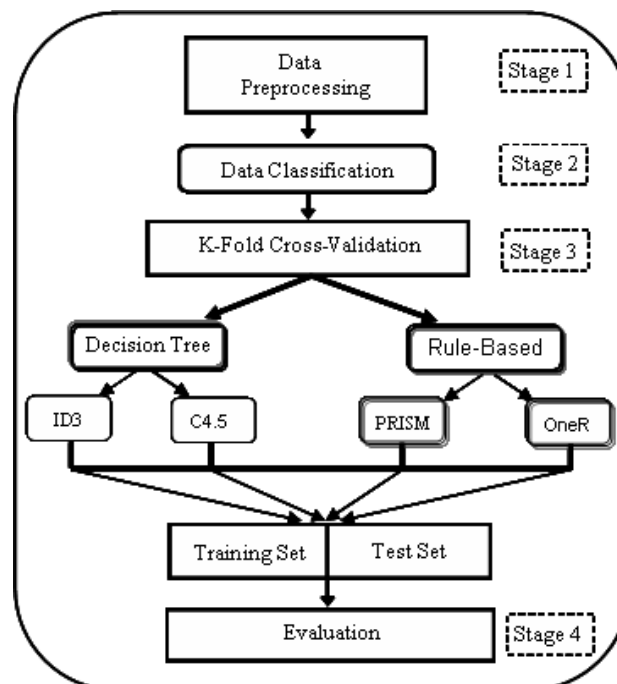 Data
Preprocessing
Stage 1
Data Classification
Stage 2
K-Fold Cross-Validation
Stage 3
Decision Tree
Rule-Based
ID3
C4.5
PRISM
OneR
Training Set
Test Set
Evaluation
Stage 4